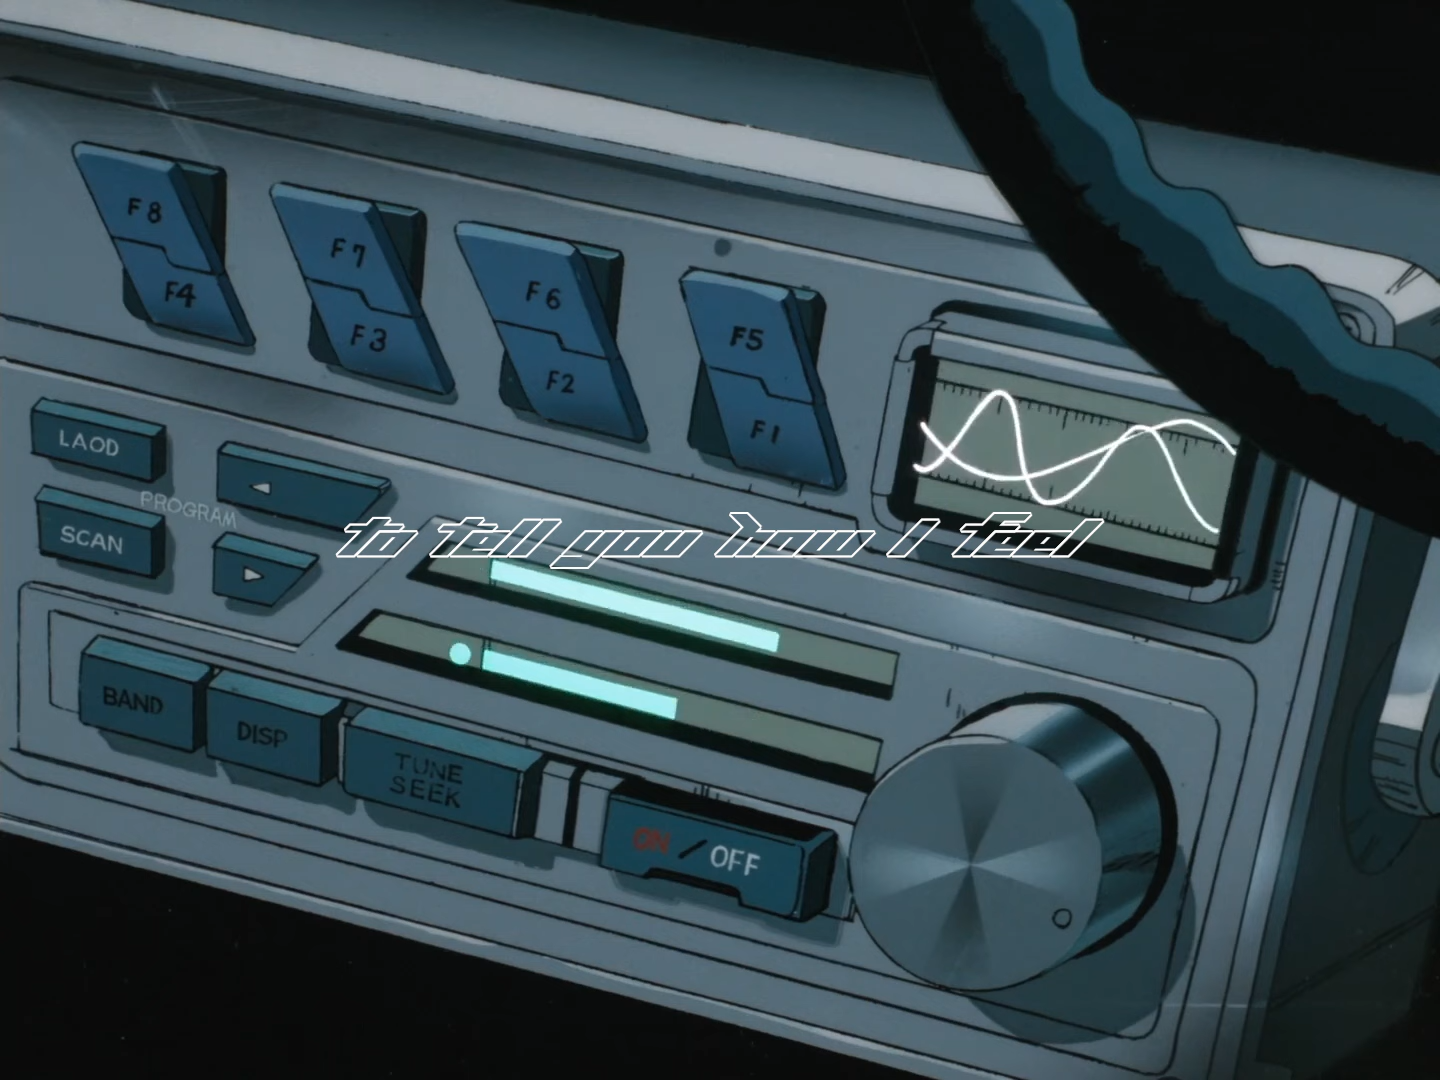 F8
F4
F7
F3
F6
F2
F5
F1
LAOD
SCAN
PROGRAM
to tell you how I feel
BAND
DISP
TUNE
SEEK
ON / OFF